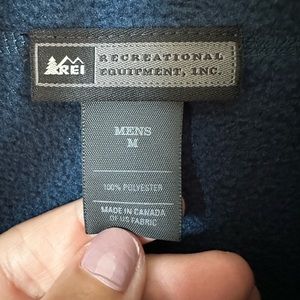 REI
RECREATIONAL
EQUIPMENT, INC.
MENS
M
100% POLYESTER
MADE IN CANADA
OF US FABRIC